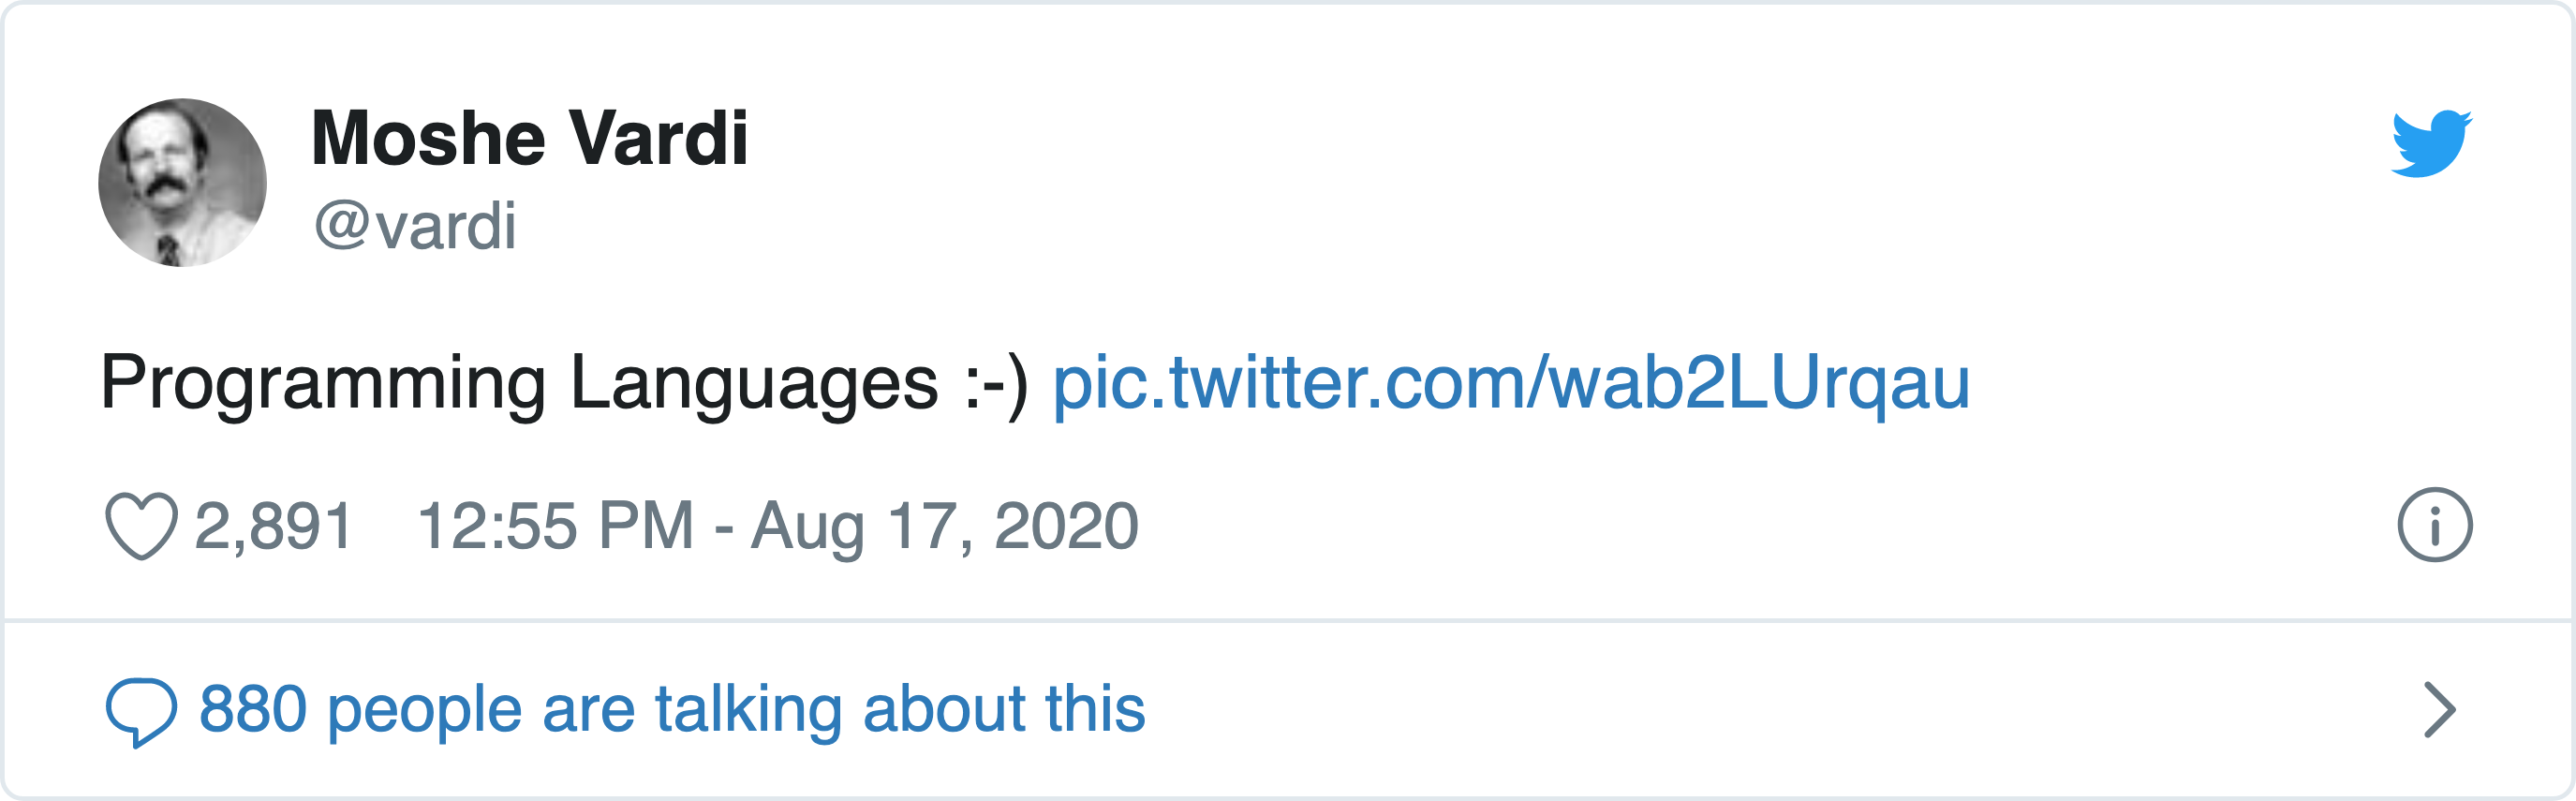 Moshe Vardi
@vardi
Programming Languages :-) pic.twitter.com/wab2LUrqau
2,891 12:55 PM - Aug 17, 2020
880 people are talking about this